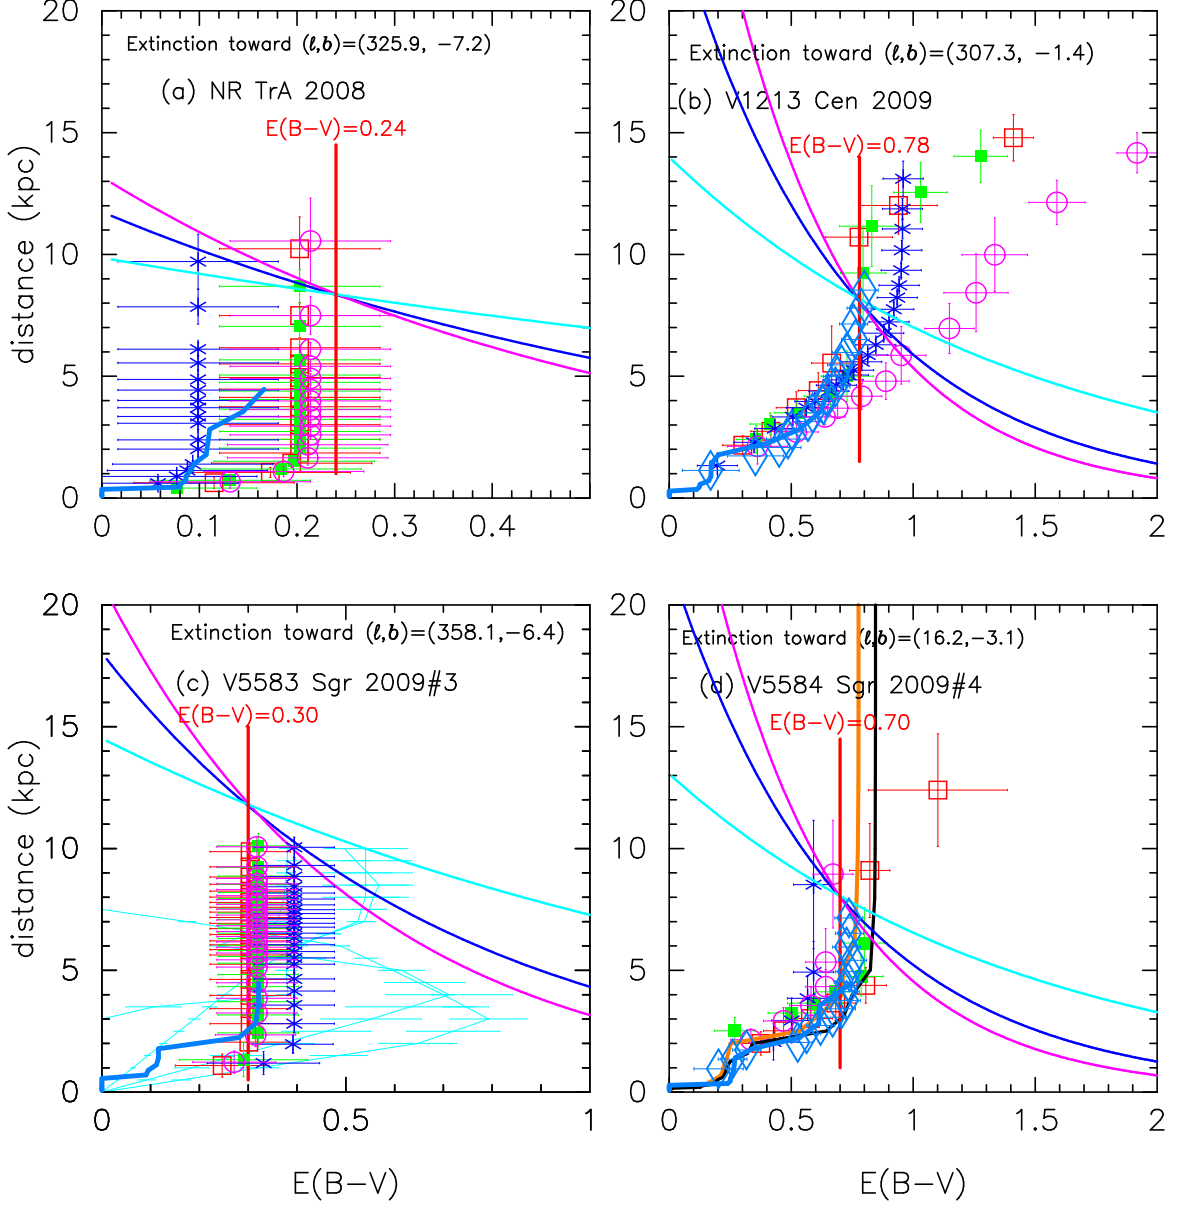 Extinction toward (l,b)=(325.9, −7.2)
(a) NR TrA 2008
E(B−V)=0.24
distance (kpc)
20
15
10
5
0
0 0.1 0.2 0.3 0.4
Extinction toward (l,b)=(307.3, −1.4)
(b) V1213 Cen 2009
E(B−V)=0.78
20
15
10
5
0
0 0.5 1 1.5 2
Extinction toward (l,b)=(358.1,−6.4)
(c) V5583 Sgr 2009#3
E(B−V)=0.30
distance (kpc)
20
15
10
5
0
0 0.5 1
E(B−V)
Extinction toward (l,b)=(16.2,−3.1)
(d) V5584 Sgr 2009#4
E(B−V)=0.70
20
15
10
5
0
0 0.5 1 1.5 2
E(B−V)